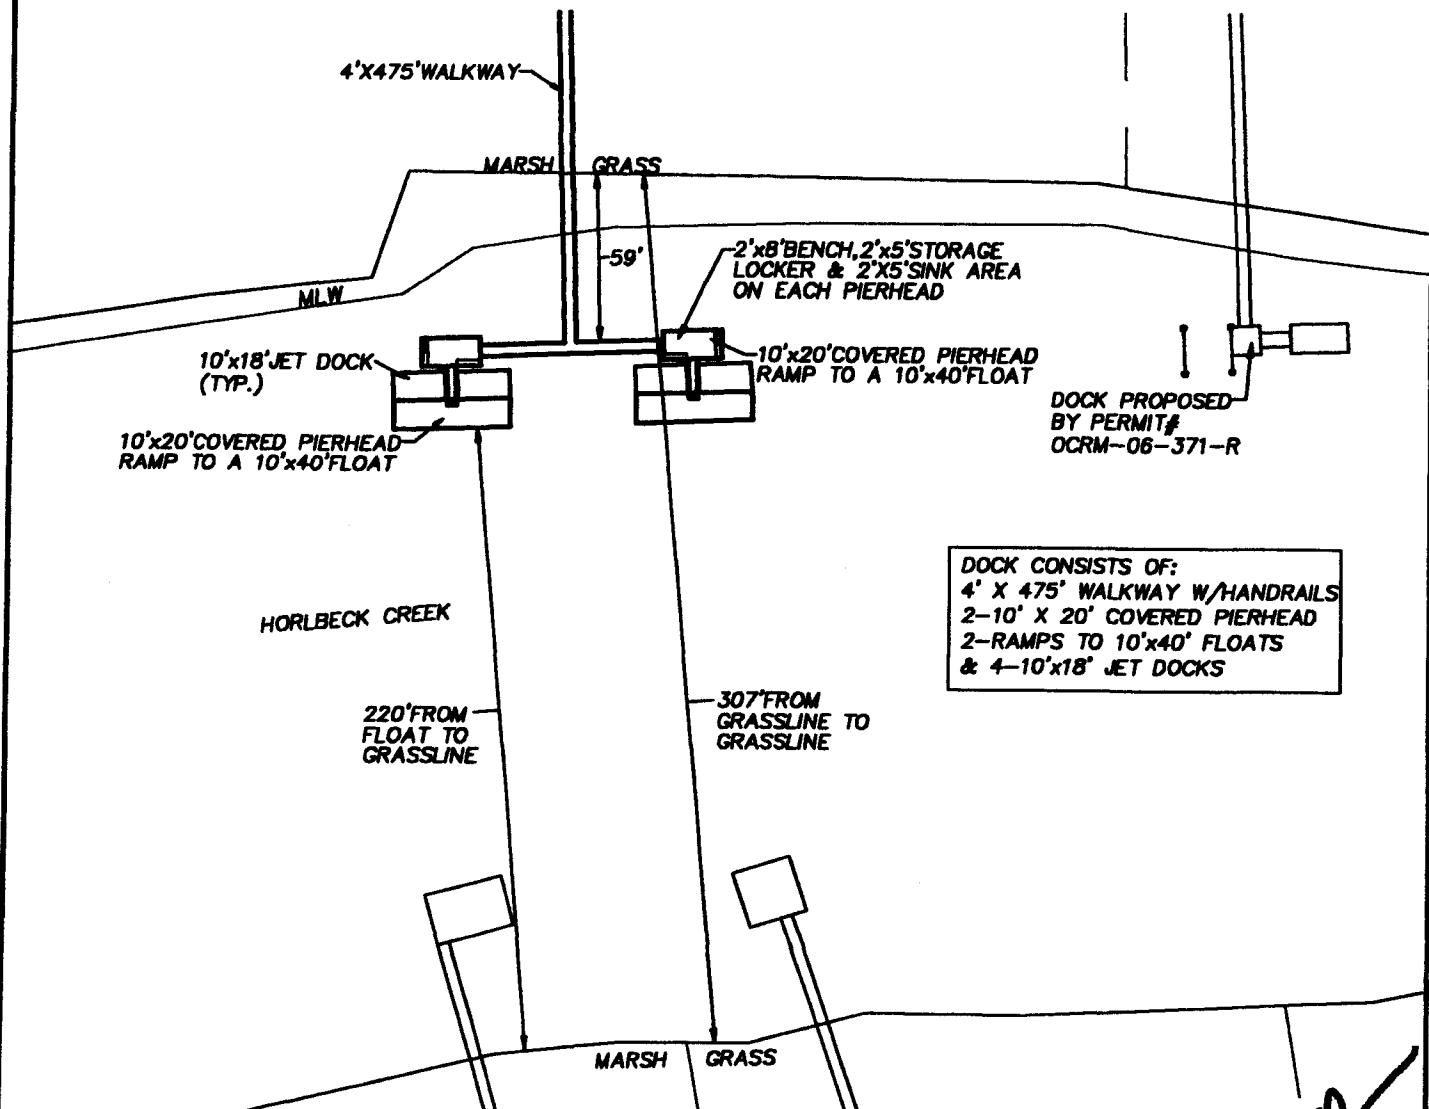 4'X475'WALKWAY
MARSH GRASS
59'
2'x8'BENCH,2'x5'STORAGE
LOCKER & 2'X5'SINK AREA
ON EACH PIERHEAD
MLW
10'x18'JET DOCK
(TYP.)
10'x20'COVERED PIERHEAD
RAMP TO A 10'x40'FLOAT
DOCK PROPOSED
BY PERMIT#
OCRM-06-371-R
10'x20'COVERED PIERHEAD
RAMP TO A 10'x40'FLOAT
DOCK CONSISTS OF:
4' X 475' WALKWAY W/HANDRAILS
2-10' X 20' COVERED PIERHEAD
2-RAMPS TO 10'x40' FLOATS
& 4-10'x18' JET DOCKS
HORLBECK CREEK
220'FROM
FLOAT TO
GRASSLINE
307'FROM
GRASSLINE TO
GRASSLINE
MARSH GRASS